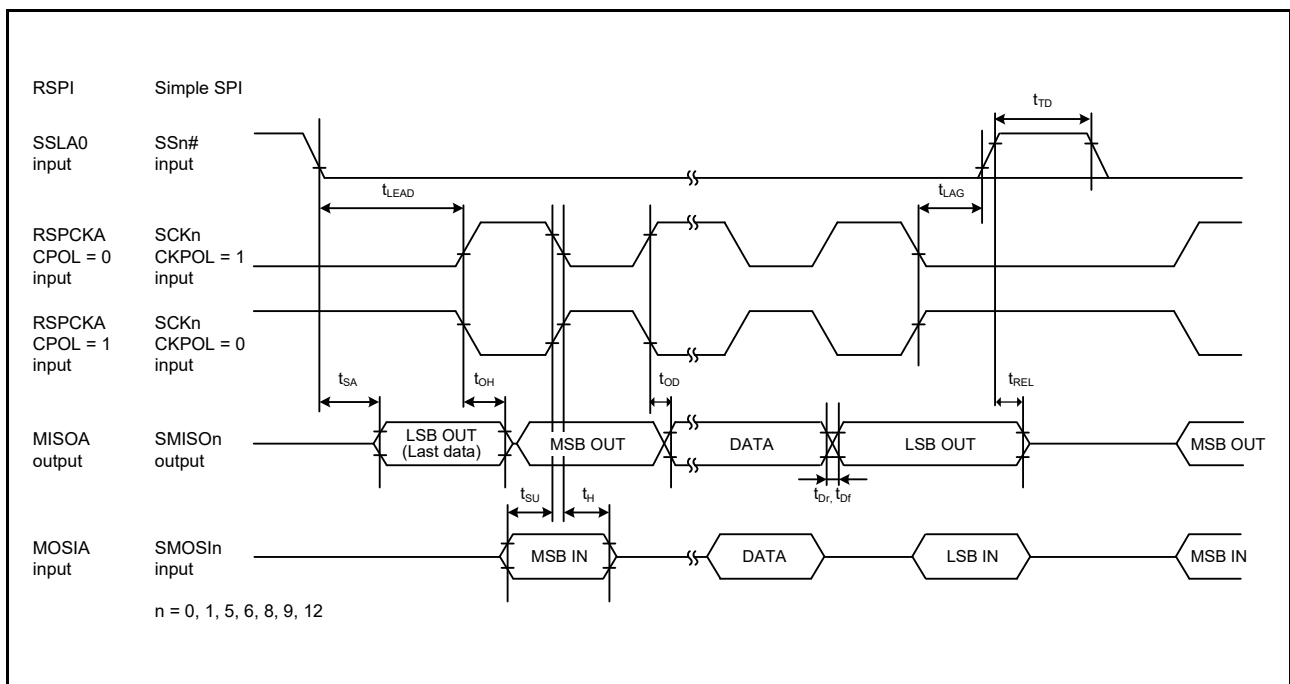 RSPI Simple SPI
tTD
SSLA0 SSn#
input input
tLEAD
tLAG
RSPCKA SCKn
CPOL = 0 CKPOL = 1
input input
RSPCKA SCKn
CPOL = 1 CKPOL = 0
input input
tSA tOH tOD tREL
MISOA SMISOn
output output
LSB OUT
(Last data)
MSB OUT DATA LSB OUT MSB OUT
tSU tH tDr, tDf
MOSIA SMOSIn
input input
MSB IN DATA LSB IN MSB IN
n = 0, 1, 5, 6, 8, 9, 12